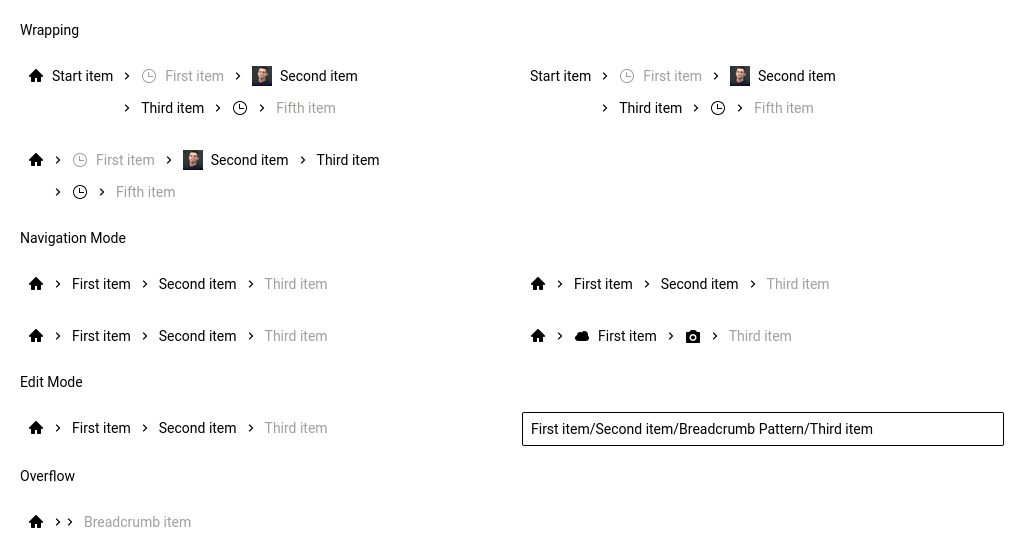 Wrapping
Start item First item Second item
Third item Fifth item
Start item First item Second item
Third item Fifth item
First item Second item Third item
Fifth item
Navigation Mode
First item Second item Third item
First item Second item Third item
First item Second item Third item
First item Third item
Edit Mode
First item Second item Third item
First item/Second item/Breadcrumb Pattern/Third item
Overflow
Breadcrumb item